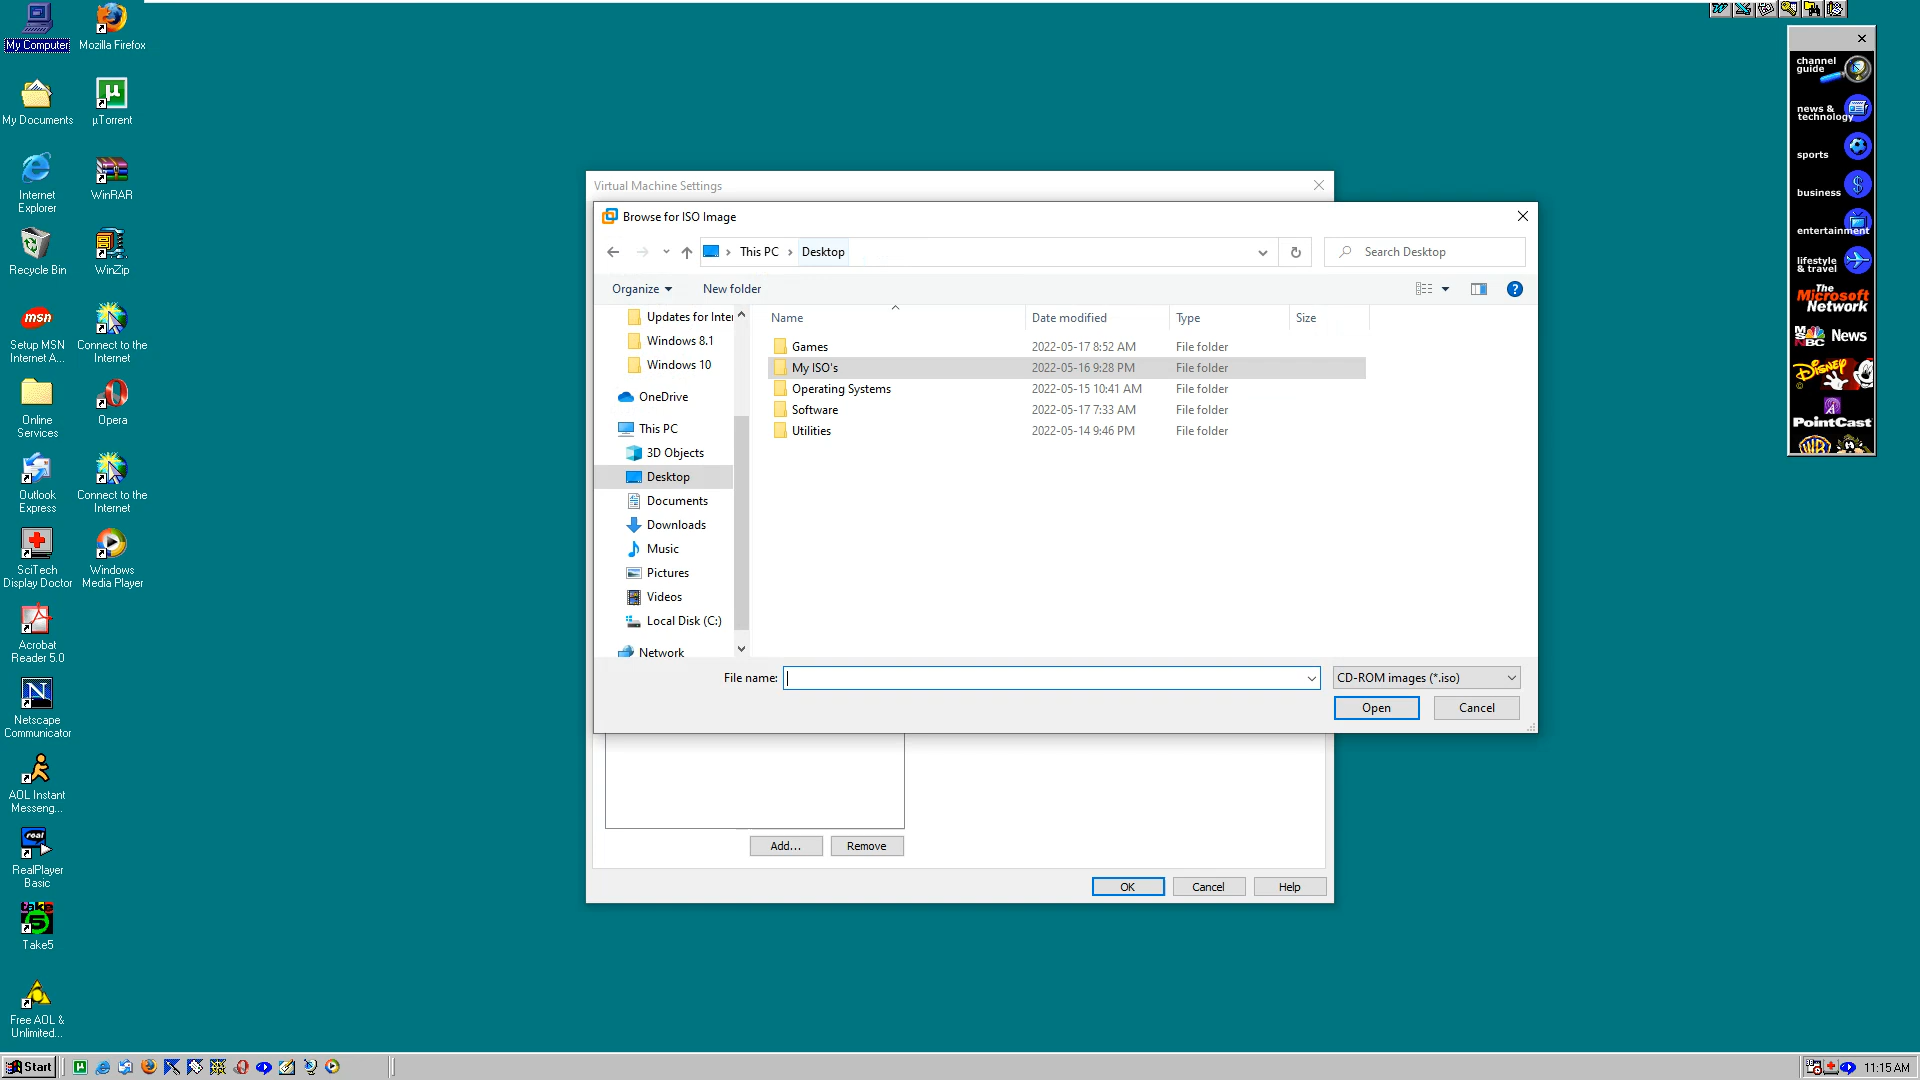 My Computer
Mozilla Firefox
My Documents
µTorrent
Internet
Explorer
WinRAR
Recycle Bin
WinZip
msn
Setup MSN
Internet A...
Connect to the
Internet
Online
Services
Opera
Outlook
Express
Connect to the
Internet
SciTech
Display Doctor
Windows
Media Player
Acrobat
Reader 5.0
Netscape
Communicator
AOL Instant
Messeng...
real
RealPlayer
Basic
take
5
Take5
Free AOL &
Unlimited...
Virtual Machine Settings
Browse for ISO Image
This PC
Desktop
Search Desktop
Organize
New folder
Updates for Inter
Windows 8.1
Windows 10
OneDrive
This PC
3D Objects
Desktop
Documents
Downloads
Music
Pictures
Videos
Local Disk (C:)
Network
Name Date modified Type Size
Games 2022-05-17 8:52 AM File folder
My ISO's 2022-05-16 9:28 PM File folder
Operating Systems 2022-05-15 10:41 AM File folder
Software 2022-05-17 7:33 AM File folder
Utilities 2022-05-14 9:46 PM File folder
File name:
CD-ROM images (*.iso)
Open
Cancel
Add...
Remove
OK
Cancel
Help
channel
guide
news &
technology
sports
business
entertainment
lifestyle
& travel
The
Microsoft
Network
MSNBC News
Disney
PointCast
WB
Start
11:15 AM